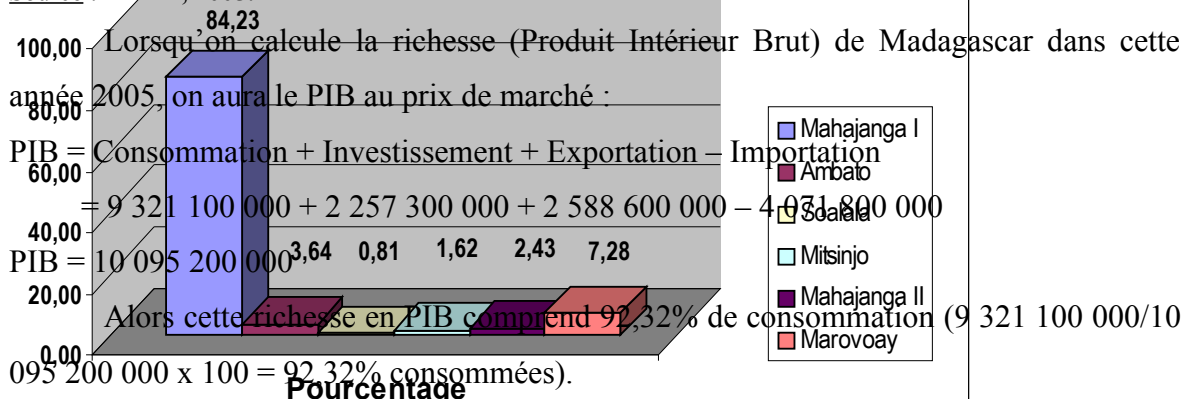 84,23
Lorsqu'on calcule la richesse (Produit Intérieur Brut) de Madagascar dans cette
année 2005, on aura le PIB au prix de marché :
PIB = Consommation + Investissement + Exportation – Importation
= 9 321 100 000 + 2 257 300 000 + 2 588 600 000 – 4 071 800 000
PIB = 10 095 200 000
Alors cette richesse en PIB comprend 92,32% de consommation (9 321 100 000/10
095 200 000 x 100 = 92,32% consommées).
100,00
80,00
60,00
40,00
20,00
0,00
3,64 0,81 1,62 2,43 7,28
Pourcentage
Mahajanga I
Ambato
Soalala
Mitsinjo
Mahajanga II
Marovoay